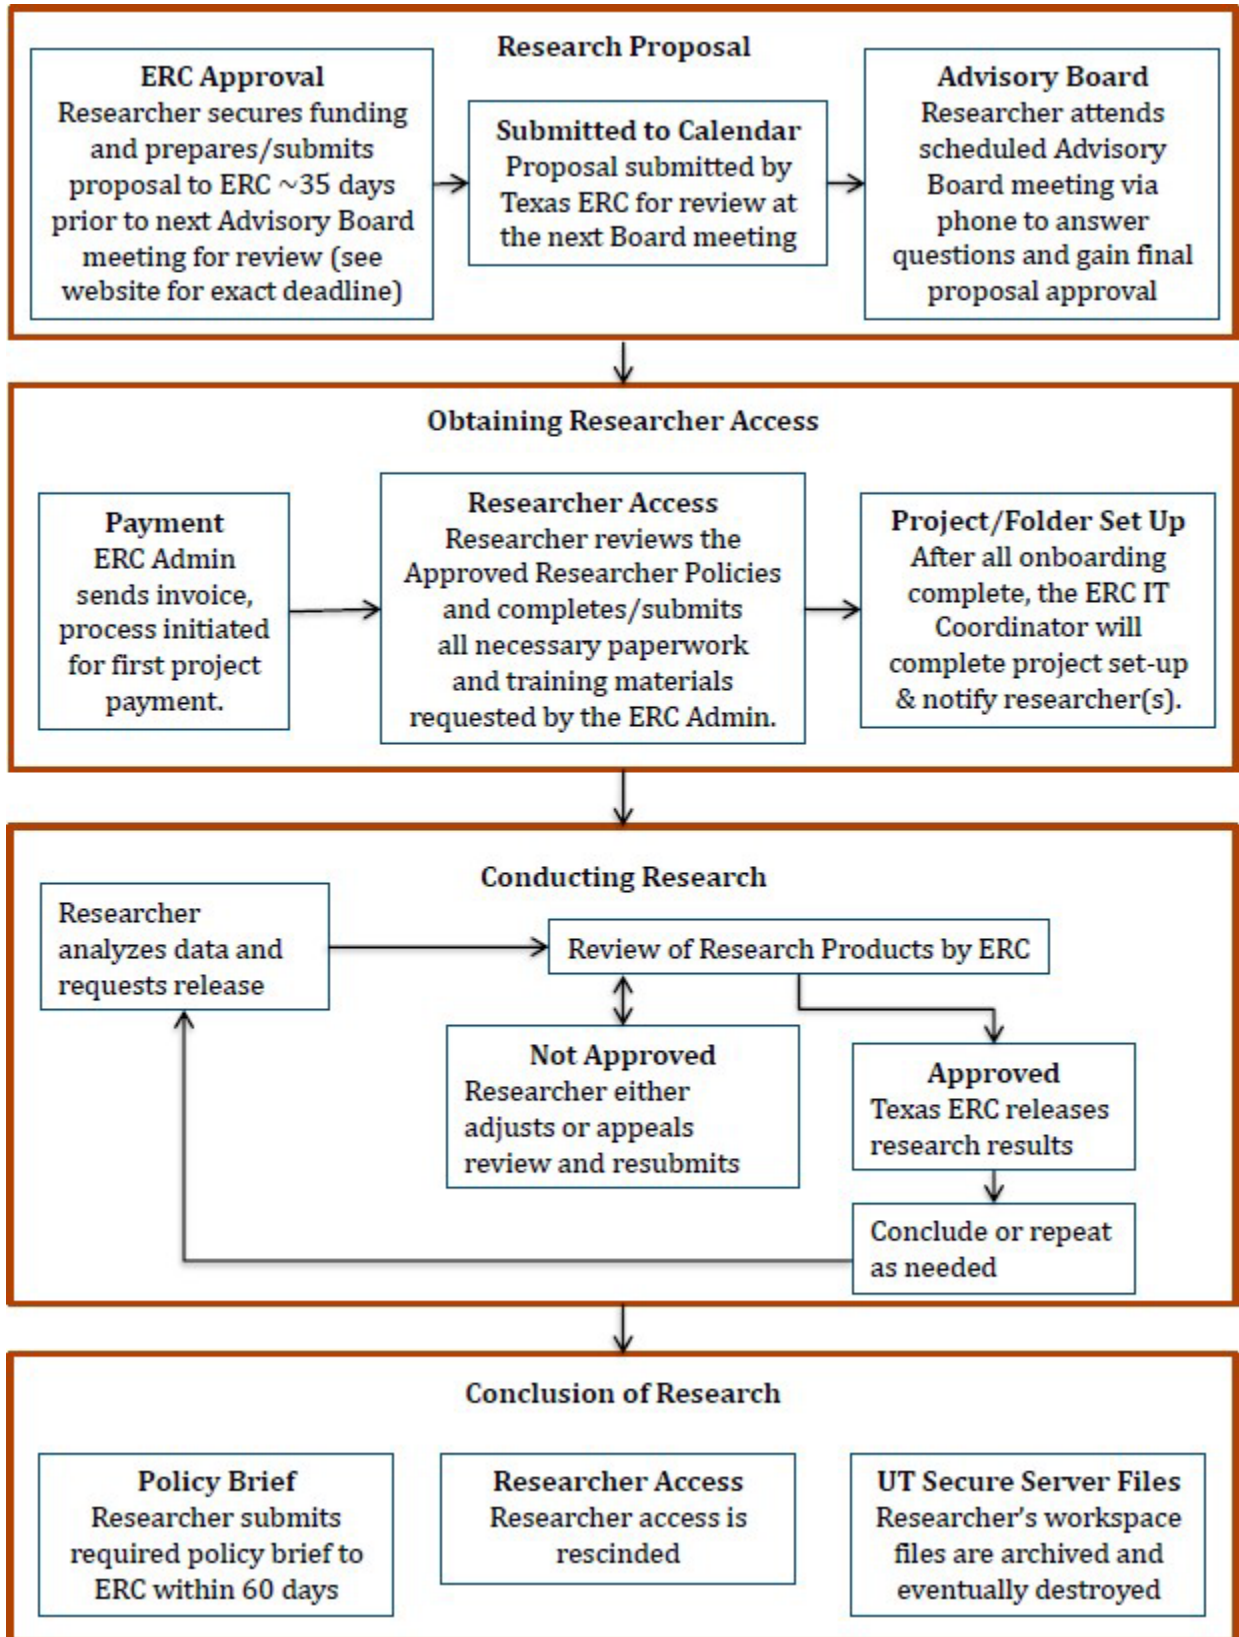 Research Proposal
ERC Approval
Researcher secures funding
and prepares/submits
proposal to ERC ~35 days
prior to next Advisory Board
meeting for review (see
website for exact deadline)
Submitted to Calendar
Proposal submitted by
Texas ERC for review at
the next Board meeting
Advisory Board
Researcher attends
scheduled Advisory
Board meeting via
phone to answer
questions and gain final
proposal approval
Obtaining Researcher Access
Payment
ERC Admin
sends invoice,
process initiated
for first project
payment.
Researcher Access
Researcher reviews the
Approved Researcher Policies
and completes/submits
all necessary paperwork
and training materials
requested by the ERC Admin.
Project/Folder Set Up
After all onboarding
complete, the ERC IT
Coordinator will
complete project set-up
& notify researcher(s).
Conducting Research
Researcher
analyzes data and
requests release
Review of Research Products by ERC
Not Approved
Researcher either
adjusts or appeals
review and resubmits
Approved
Texas ERC releases
research results
Conclude or repeat
as needed
Conclusion of Research
Policy Brief
Researcher submits
required policy brief to
ERC within 60 days
Researcher Access
Researcher access is
rescinded
UT Secure Server Files
Researcher’s workspace
files are archived and
eventually destroyed